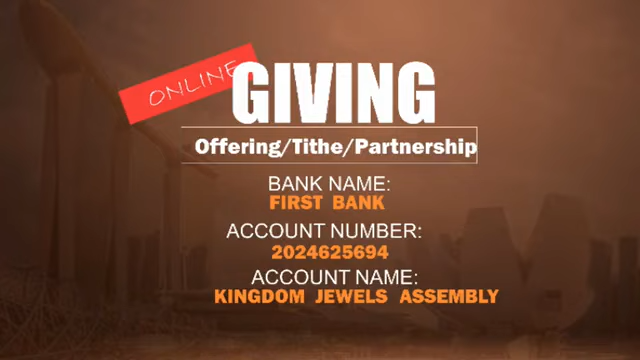 ONLINE
GIVING
Offering/Tithe/Partnership
BANK NAME:
FIRST BANK
ACCOUNT NUMBER:
2024625694
ACCOUNT NAME:
KINGDOM JEWELS ASSEMBLY